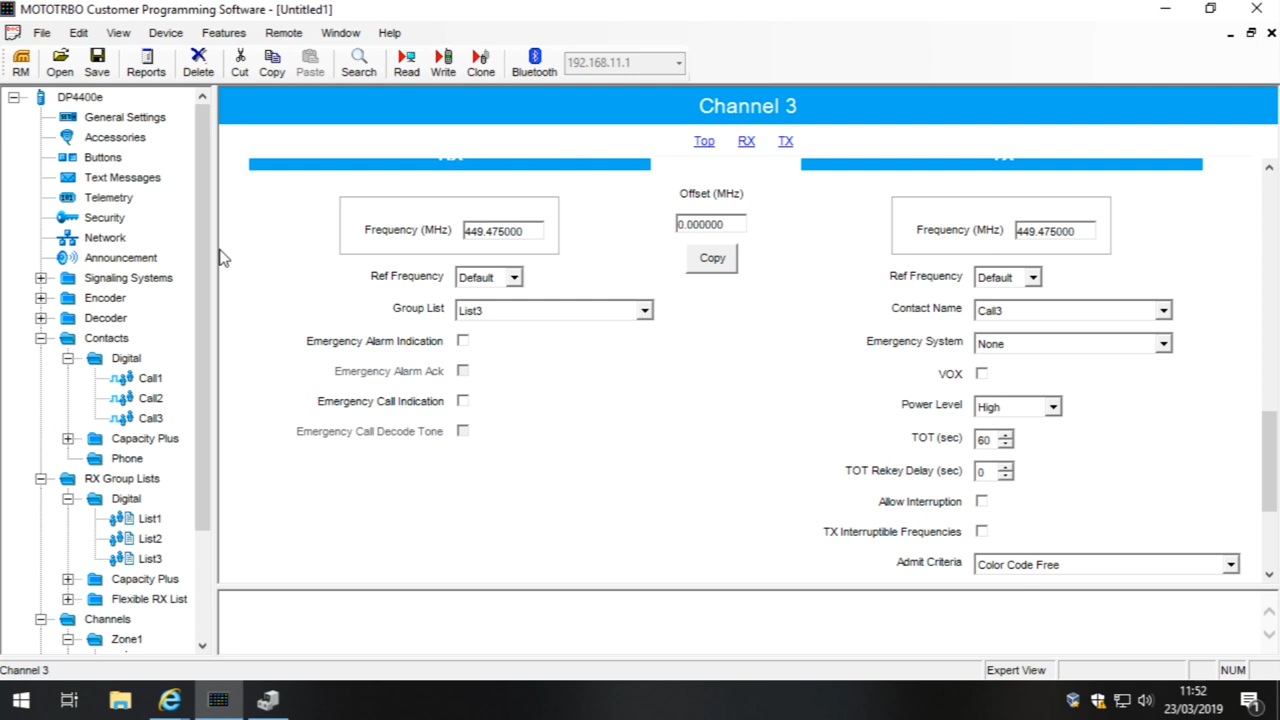 MOTOTRBO Customer Programming Software - [Untitled1]
File Edit View Device Features Remote Window Help
RM Open Save Reports Delete Cut Copy Paste Search Read Write Clone Bluetooth 192.168.11.1
DP4400e
General Settings
Accessories
Buttons
Text Messages
Telemetry
Security
Network
Announcement
Signaling Systems
Encoder
Decoder
Contacts
Digital
Call1
Call2
Call3
Capacity Plus
Phone
RX Group Lists
Digital
List1
List2
List3
Capacity Plus
Flexible RX List
Channels
Zone1
Channel 3
Top RX TX
Frequency (MHz) 449.475000
Ref Frequency Default
Group List List3
Emergency Alarm Indication
Emergency Alarm Ack
Emergency Call Indication
Emergency Call Decode Tone
Offset (MHz)
0.000000
Copy
Frequency (MHz) 449.475000
Ref Frequency Default
Contact Name Call3
Emergency System None
VOX
Power Level High
TOT (sec) 60
TOT Rekey Delay (sec) 0
Allow Interruption
TX Interruptible Frequencies
Admit Criteria Color Code Free
Channel 3 Expert View NUM
11:52
23/03/2019
1